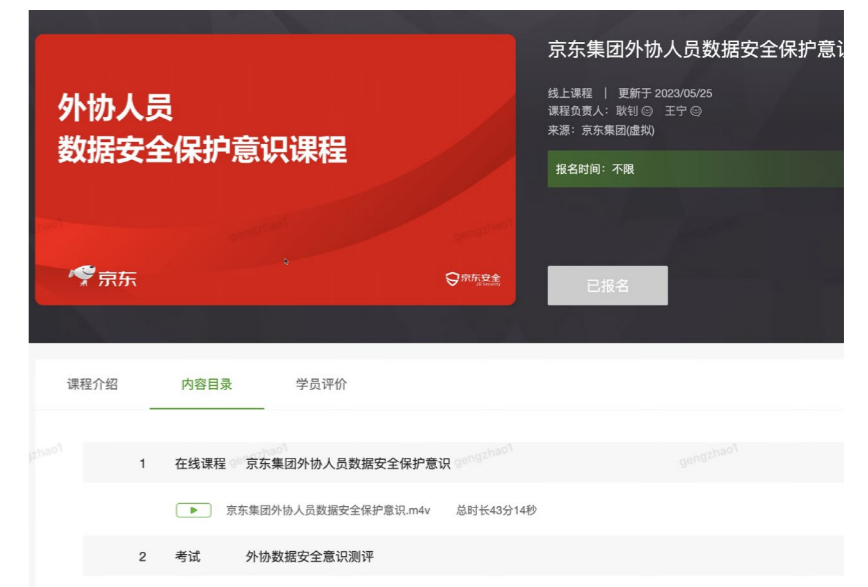 外协人员
数据安全保护意识课程
京东
京东安全
JD Security
京东集团外协人员数据安全保护意
线上课程 | 更新于 2023/05/25
课程负责人：耿钊 王宁
来源：京东集团(虚拟)
报名时间：不限
已报名
课程介绍 内容目录 学员评价
1 在线课程 京东集团外协人员数据安全保护意识
京东集团外协人员数据安全保护意识.m4v 总时长43分14秒
2 考试 外协数据安全意识测评
gengzhao1
gengzhao1
gengzhao1
gengzhao1